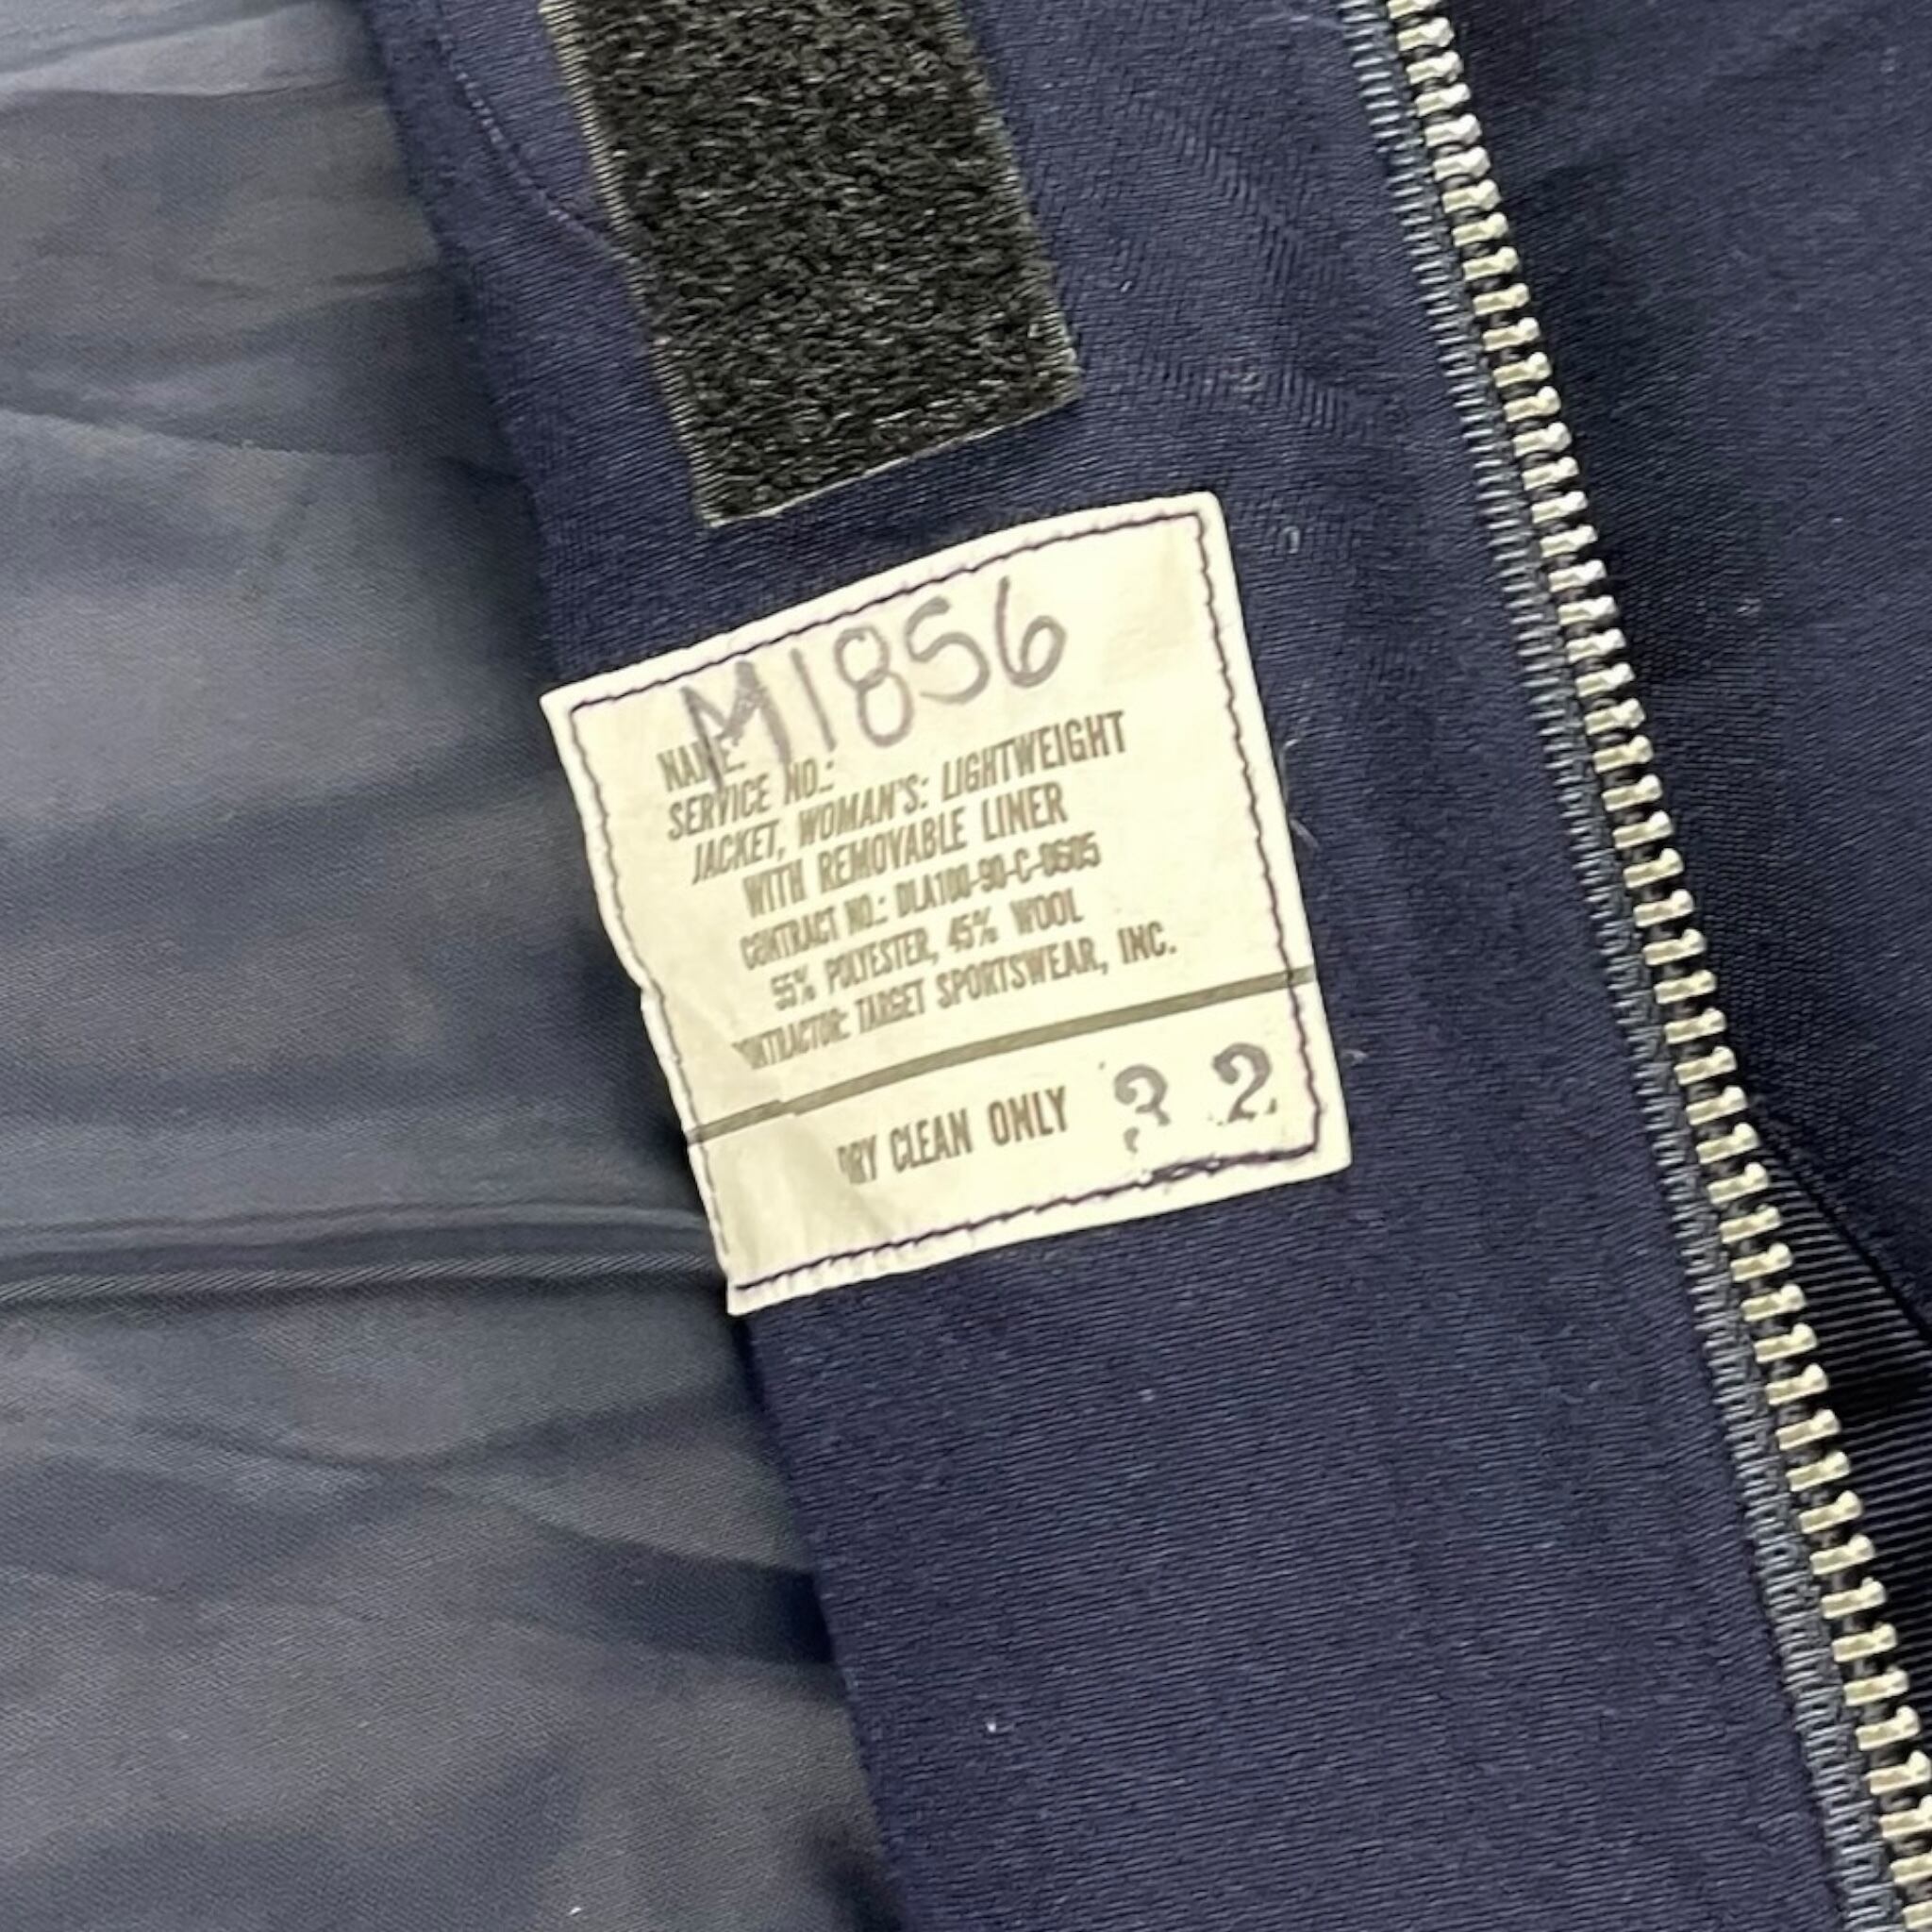 M1856
NAME:
SERVICE NO.:
JACKET, WOMAN'S: LIGHTWEIGHT
WITH REMOVABLE LINER
CONTRACT NO.: DLA100-90-C-0605
55% POLYESTER, 45% WOOL
CONTRACTOR: TARGET SPORTSWEAR, INC.
DRY CLEAN ONLY 32